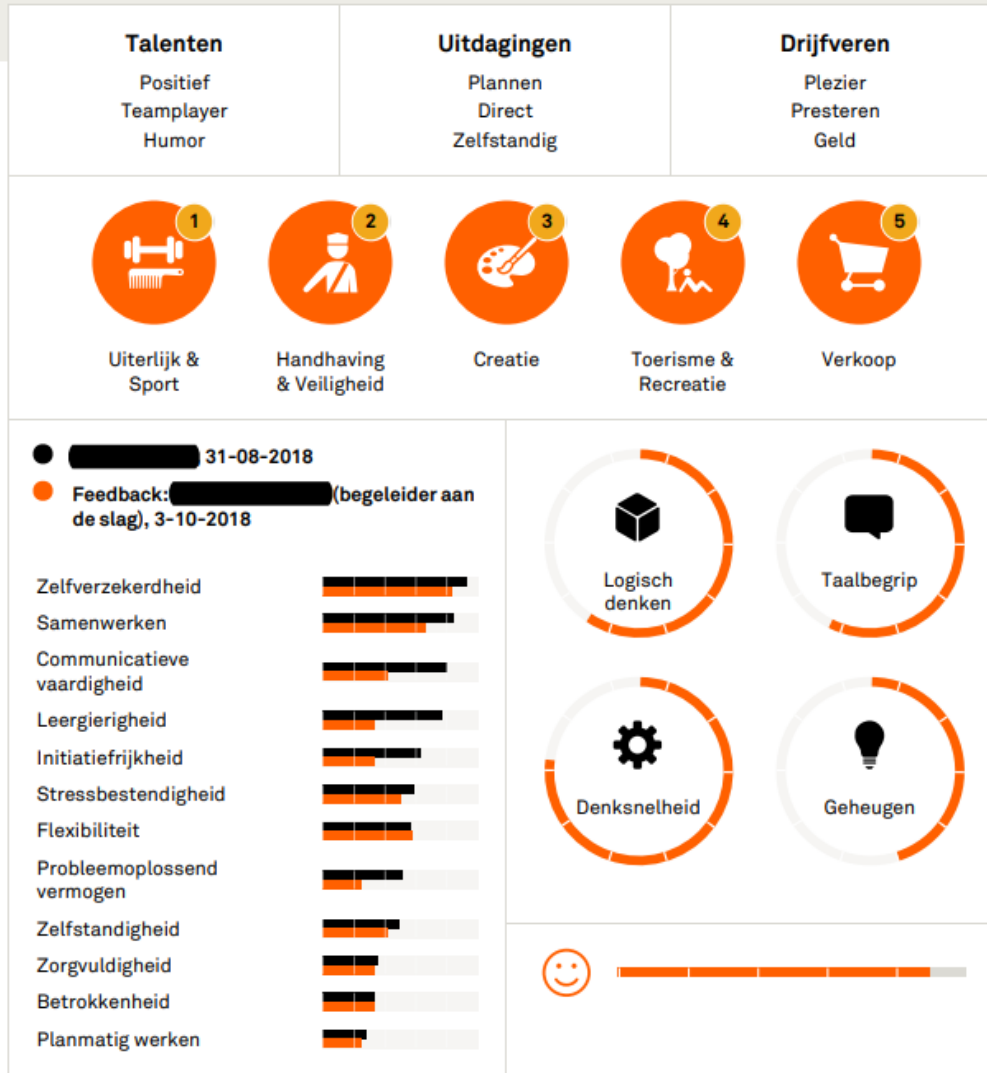 Talenten
Positief
Teamplayer
Humor
Uitdagingen
Plannen
Direct
Zelfstandig
Drijfveren
Plezier
Presteren
Geld
1
2
3
4
5
Uiterlijk &
Sport
Handhaving
& Veiligheid
Creatie
Toerisme &
Recreatie
Verkoop
31-08-2018
Feedback: (begeleider aan
de slag), 3-10-2018
Zelfverzekerdheid
Samenwerken
Communicatieve
vaardigheid
Leergierigheid
Initiatiefrijkheid
Stressbestendigheid
Flexibiliteit
Probleemoplossend
vermogen
Zelfstandigheid
Zorgvuldigheid
Betrokkenheid
Planmatig werken
Logisch
denken
Taalbegrip
Denksnelheid
Geheugen